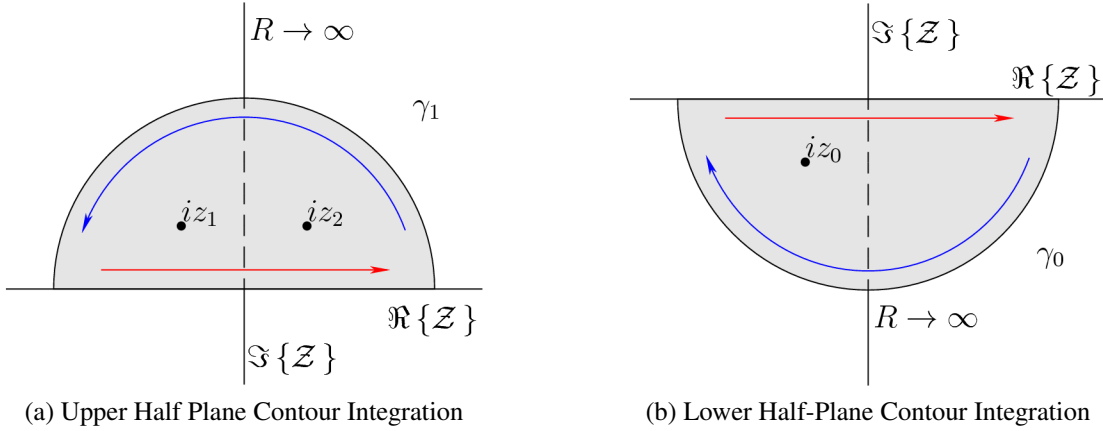 R → ∞
γ₁
iz₁
iz₂
ℜ {𝒵}
ℑ {𝒵}
(a) Upper Half Plane Contour Integration
ℑ {𝒵}
ℜ {𝒵}
iz₀
γ₀
R → ∞
(b) Lower Half-Plane Contour Integration